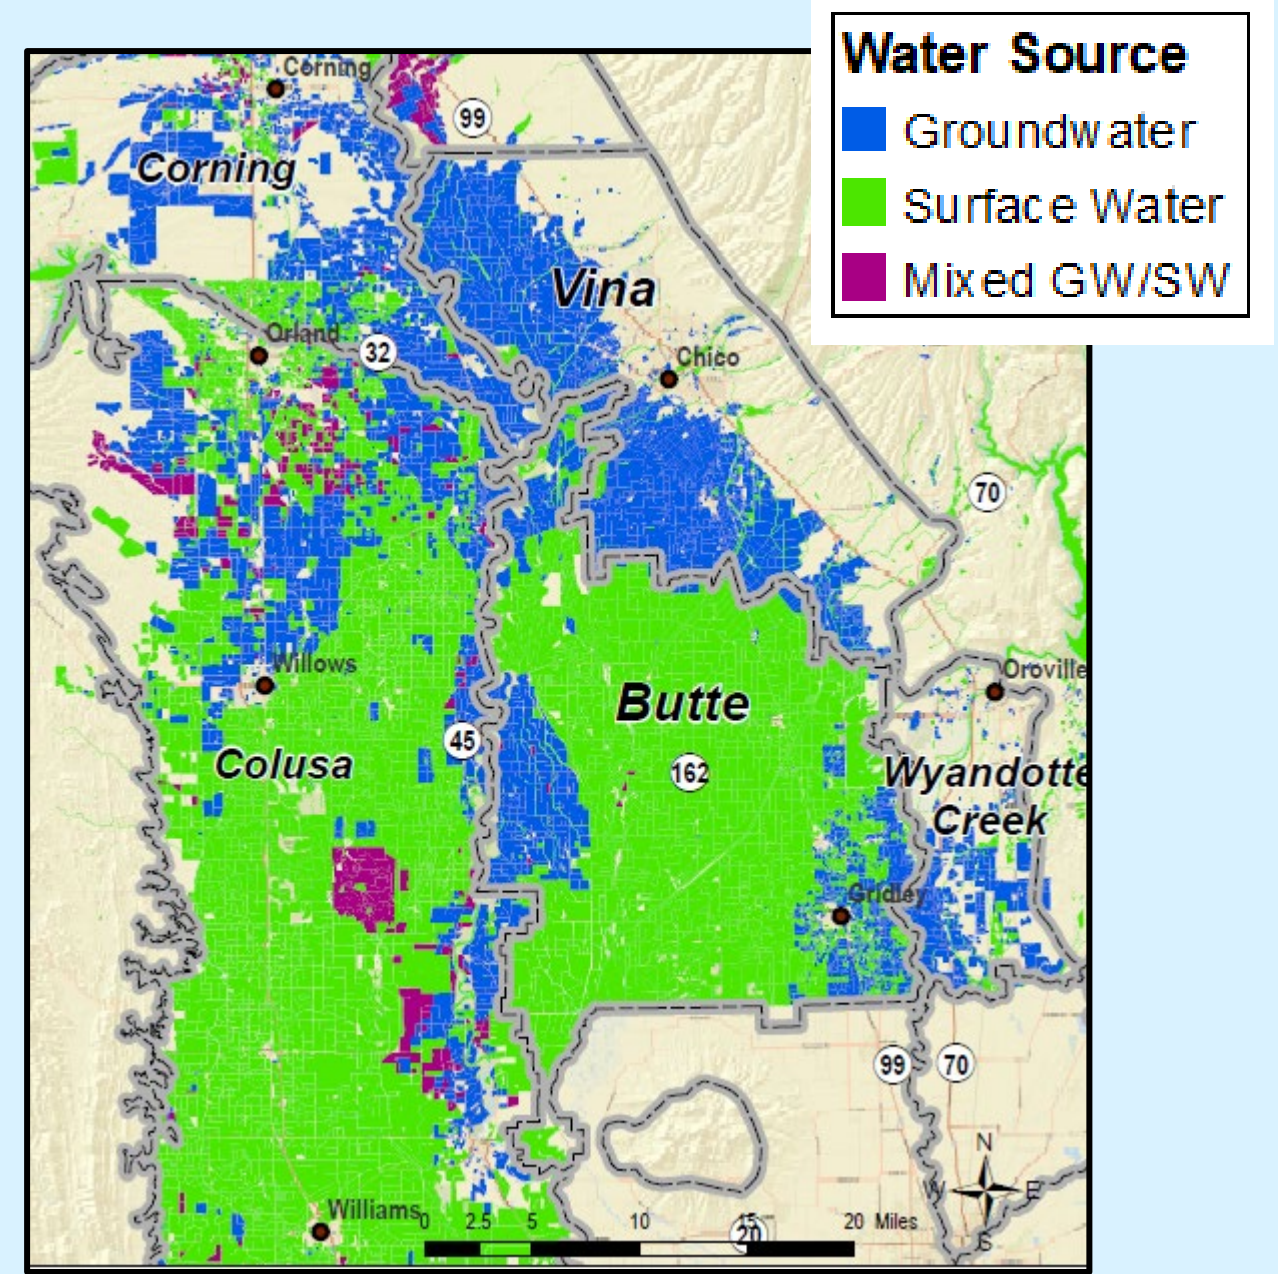 Water Source
Groundwater
Surface Water
Mixed GW/SW
Corning
99
Corning
Vina
Orland
32
Chico
70
Willows
Oroville
Butte
45
Colusa
162
Wyandotte
Creek
Gridley
99
70
N
W
E
S
Williams
0 2.5 5 10 15 20 Miles
20